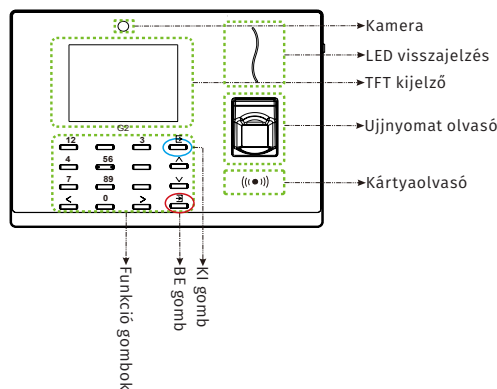 Kamera
LED visszajelzés
TFT kijelző
G2
12 3
Ujjnyomat olvasó
4 56
7 89
Kártyaolvasó
< 0 >
Funkció gombok
BE gomb
KI gomb